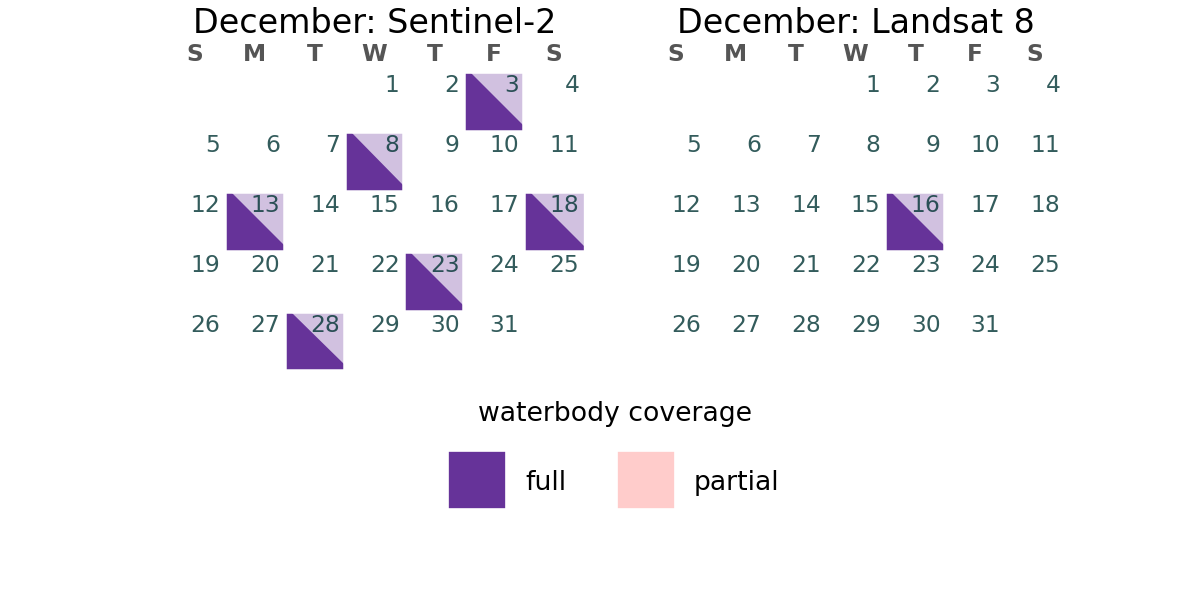 December: Sentinel-2
S M T W T F S
1 2 3 4
5 6 7 8 9 10 11
12 13 14 15 16 17 18
19 20 21 22 23 24 25
26 27 28 29 30 31
December: Landsat 8
S M T W T F S
1 2 3 4
5 6 7 8 9 10 11
12 13 14 15 16 17 18
19 20 21 22 23 24 25
26 27 28 29 30 31
waterbody coverage
full
partial